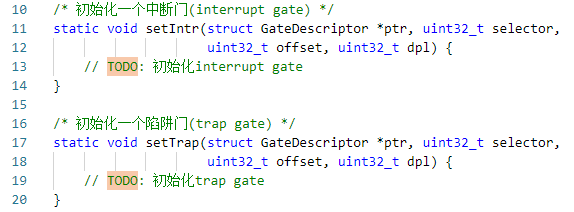 10 /* 初始化一个中断门(interrupt gate) */
11 static void setIntr(struct GateDescriptor *ptr, uint32_t selector,
12 uint32_t offset, uint32_t dpl) {
13 // TODO: 初始化interrupt gate
14 }
15
16 /* 初始化一个陷阱门(trap gate) */
17 static void setTrap(struct GateDescriptor *ptr, uint32_t selector,
18 uint32_t offset, uint32_t dpl) {
19 // TODO: 初始化trap gate
20 }